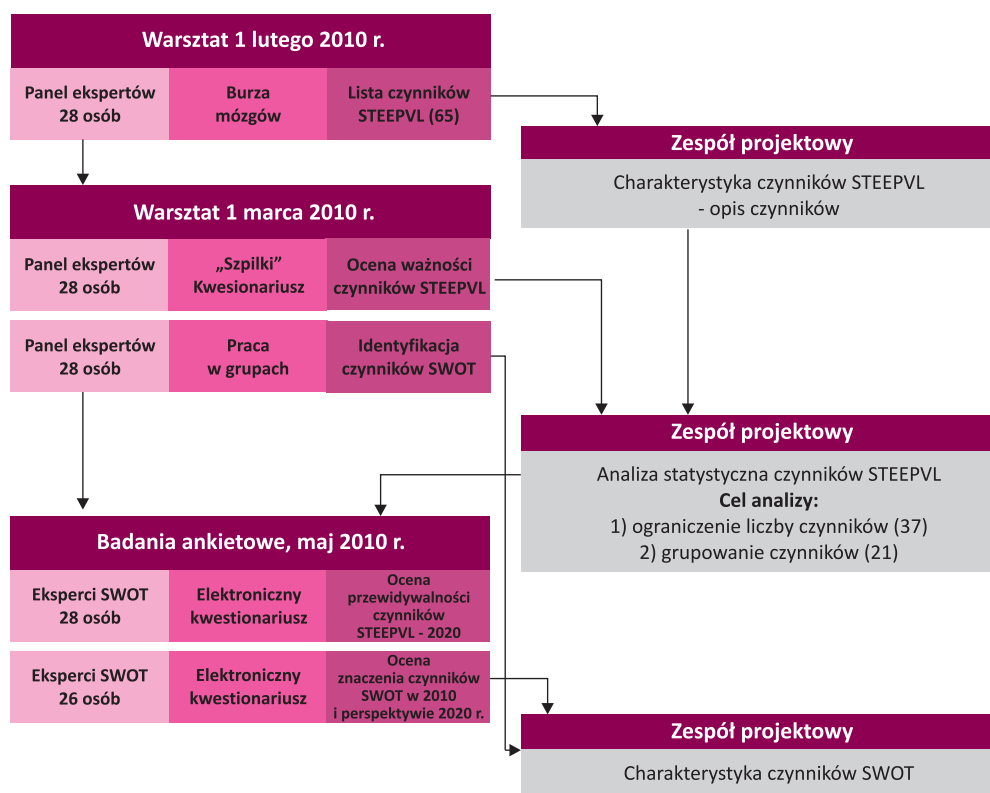 Warsztat 1 lutego 2010 r.
Panel ekspertów
28 osób
Burza
mózgów
Lista czynników
STEEPVL (65)
Zespół projektowy
Charakterystyka czynników STEEPVL
- opis czynników
Warsztat 1 marca 2010 r.
Panel ekspertów
28 osób
„Szpilki”
Kwesionariusz
Ocena ważności
czynników STEEPVL
Panel ekspertów
28 osób
Praca
w grupach
Identyfikacja
czynników SWOT
Zespół projektowy
Analiza statystyczna czynników STEEPVL
Cel analizy:
1) ograniczenie liczby czynników (37)
2) grupowanie czynników (21)
Badania ankietowe, maj 2010 r.
Eksperci SWOT
28 osób
Elektroniczny
kwestionariusz
Ocena
przewidywalności
czynników
STEEPVL - 2020
Eksperci SWOT
26 osób
Elektroniczny
kwestionariusz
Ocena
znaczenia czynników
SWOT w 2010
i perspektywie 2020 r.
Zespół projektowy
Charakterystyka czynników SWOT